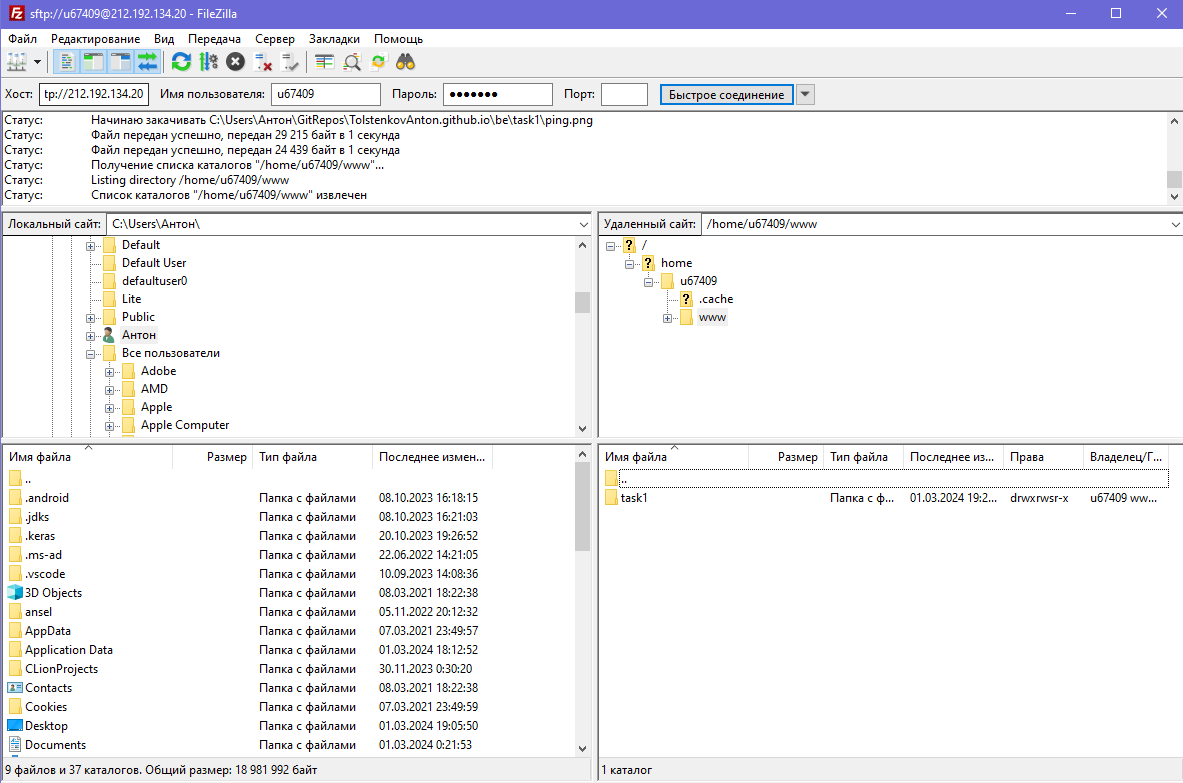 sftp://u67409@212.192.134.20 - FileZilla
Файл Редактирование Вид Передача Сервер Закладки Помощь
Хост: tp://212.192.134.20 Имя пользователя: u67409 Пароль: ●●●●●●● Порт: Быстрое соединение
Статус: Начинаю закачивать C:\Users\Антон\GitRepos\TolstenkovAnton.github.io\be\task1\ping.png
Статус: Файл передан успешно, передан 29 215 байт в 1 секунда
Статус: Файл передан успешно, передан 24 439 байт в 1 секунда
Статус: Получение списка каталогов "/home/u67409/www"...
Статус: Listing directory /home/u67409/www
Статус: Список каталогов "/home/u67409/www" извлечен
Локальный сайт: C:\Users\Антон\
Default
Default User
defaultuser0
Lite
Public
Антон
Все пользователи
Adobe
AMD
Apple
Apple Computer
Удаленный сайт: /home/u67409/www
? /
? home
u67409
? .cache
www
Имя файла Размер Тип файла Последнее измен...
..
.android Папка с файлами 08.10.2023 16:18:15
.jdks Папка с файлами 08.10.2023 16:21:03
.keras Папка с файлами 20.10.2023 19:26:52
.ms-ad Папка с файлами 22.06.2022 14:21:05
.vscode Папка с файлами 10.09.2023 14:08:36
3D Objects Папка с файлами 08.03.2021 18:22:38
ansel Папка с файлами 05.11.2022 20:12:32
AppData Папка с файлами 07.03.2021 23:49:57
Application Data Папка с файлами 01.03.2024 18:12:52
CLionProjects Папка с файлами 30.11.2023 0:30:20
Contacts Папка с файлами 08.03.2021 18:22:38
Cookies Папка с файлами 07.03.2021 23:49:59
Desktop Папка с файлами 01.03.2024 19:05:50
Documents Папка с файлами 01.03.2024 0:21:53
9 файлов и 37 каталогов. Общий размер: 18 981 992 байт
Имя файла Размер Тип файла Последнее из... Права Владелец/Г...
..
task1 Папка с ф... 01.03.2024 19:2... drwxrwsr-x u67409 ww...
1 каталог